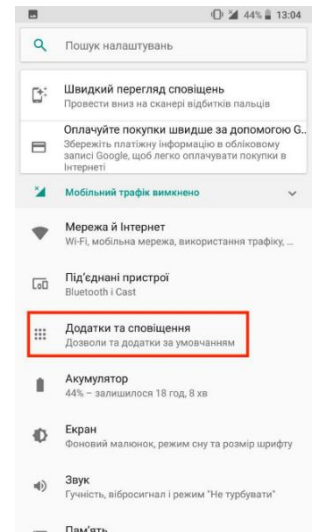 44% 13:04
Пошук налаштувань
Швидкий перегляд сповіщень
Провести вниз на сканері відбитків пальців
Оплачуйте покупки швидше за допомогою G..
Збережіть платіжну інформацію в обліковому
записі Google, щоб легко оплачувати покупки в
Інтернеті
Мобільний трафік вимкнено
Мережа й Інтернет
Wi-Fi, мобільна мережа, використання трафіку, ...
Під’єднані пристрої
Bluetooth і Cast
Додатки та сповіщення
Дозволи та додатки за умовчанням
Акумулятор
44% – залишилося 18 год, 8 хв
Екран
Фоновий малюнок, режим сну та розмір шрифту
Звук
Гучність, вібросигнал і режим "Не турбувати"
Пам'ять